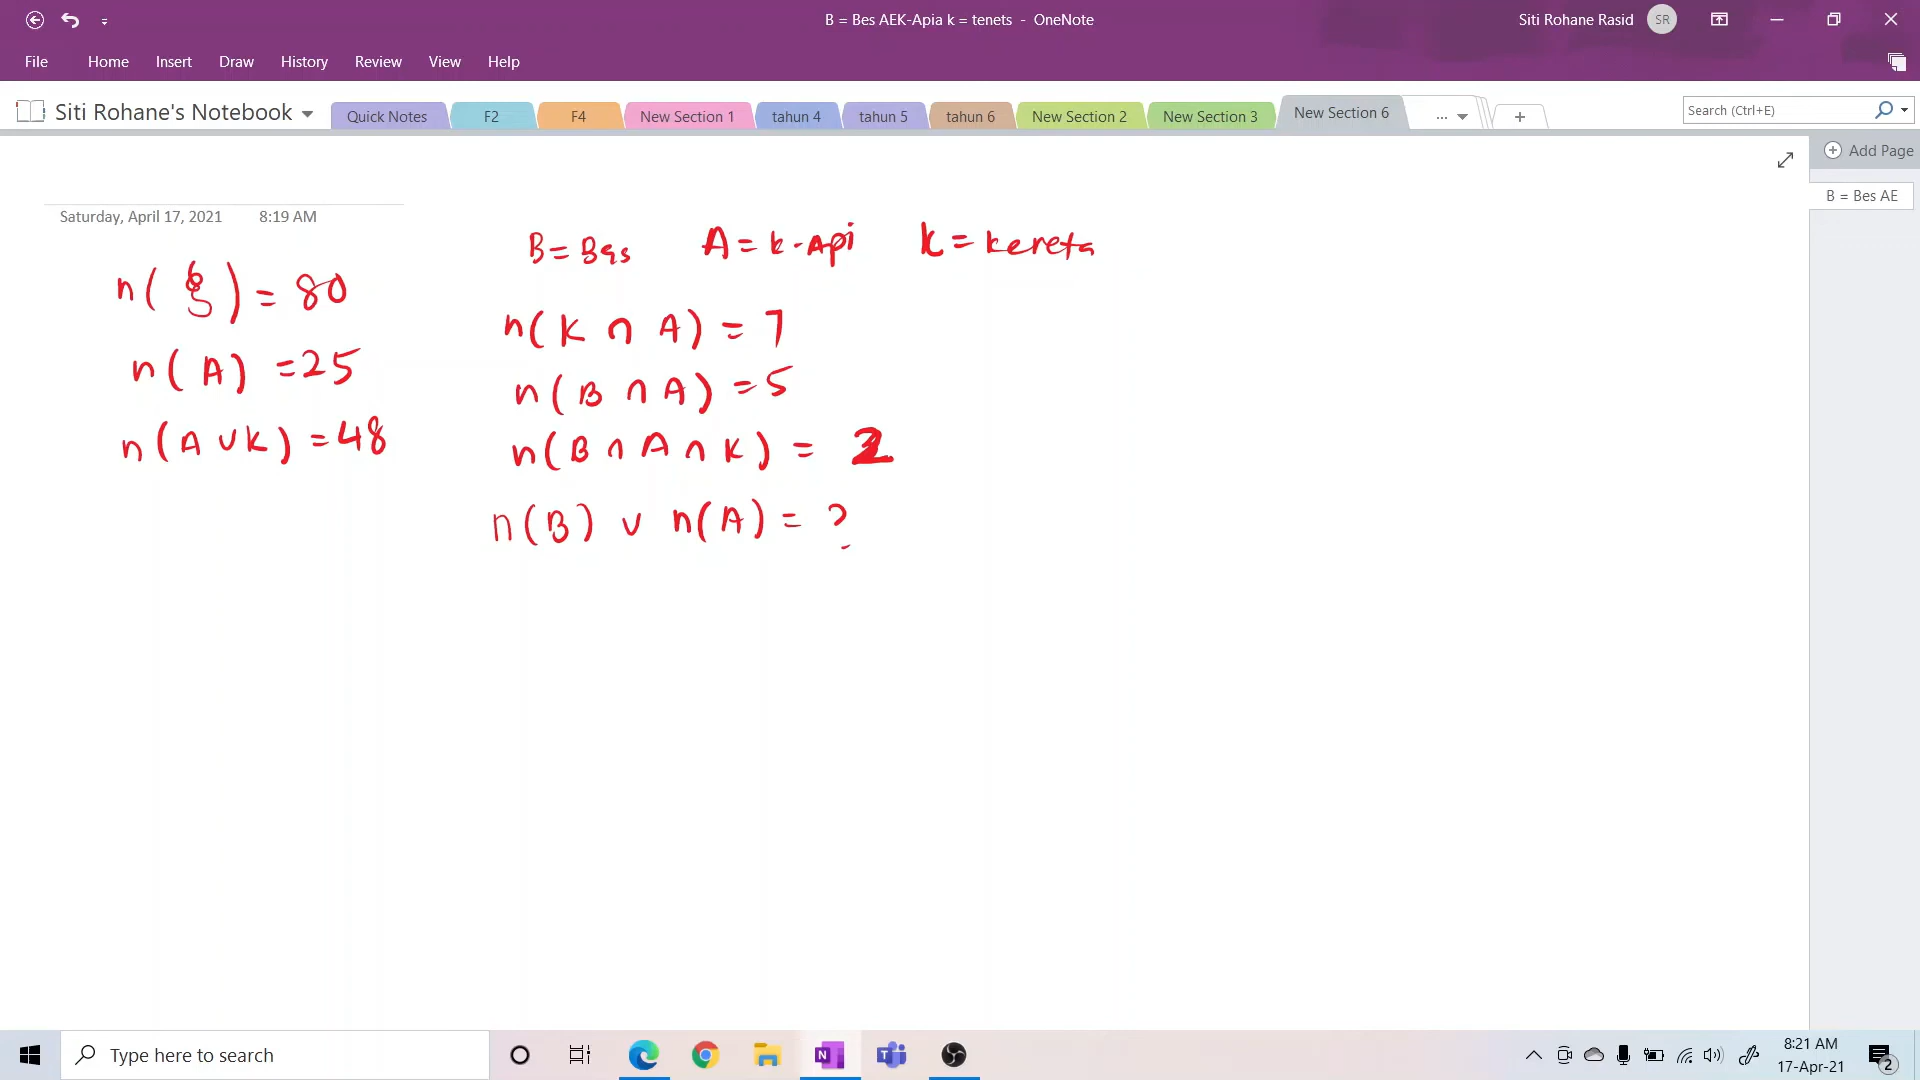 B = Bes AEK-Apia k = tenets - OneNote
Siti Rohane Rasid SR
File Home Insert Draw History Review View Help
Siti Rohane's Notebook Quick Notes F2 F4 New Section 1 tahun 4 tahun 5 tahun 6 New Section 2 New Section 3 New Section 6 ... + Search (Ctrl+E)
Add Page
B = Bes AE
Saturday, April 17, 2021 8:19 AM
B = Bas A = k-Api k = kereta
n(ξ) = 80
n(A) = 25
n(A ∪ K) = 48
n(K ∩ A) = 7
n(B ∩ A) = 5
n(B ∩ A ∩ K) = 2
n(B) ∪ n(A) = ?
Type here to search
8:21 AM
17-Apr-21
2